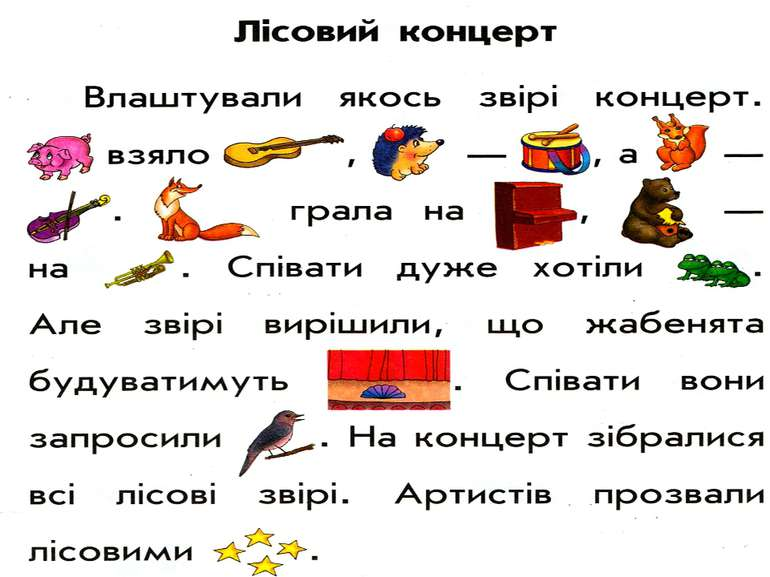 Лісовий концерт
Влаштували якось звірі концерт.
взяло , — , а —
. грала на , —
на . Співати дуже хотіли .
Але звірі вирішили, що жабенята
будуватимуть . Співати вони
запросили . На концерт зібралися
всі лісові звірі. Артистів прозвали
лісовими .